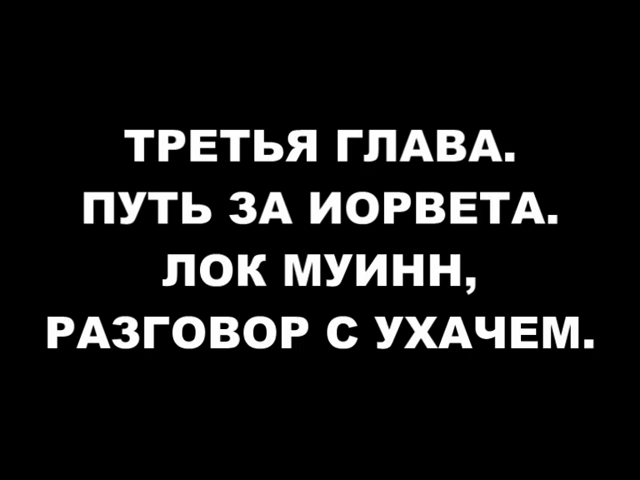 ТРЕТЬЯ ГЛАВА.
ПУТЬ ЗА ИОРВЕТА.
ЛОК МУИНН,
РАЗГОВОР С УХАЧЕМ.